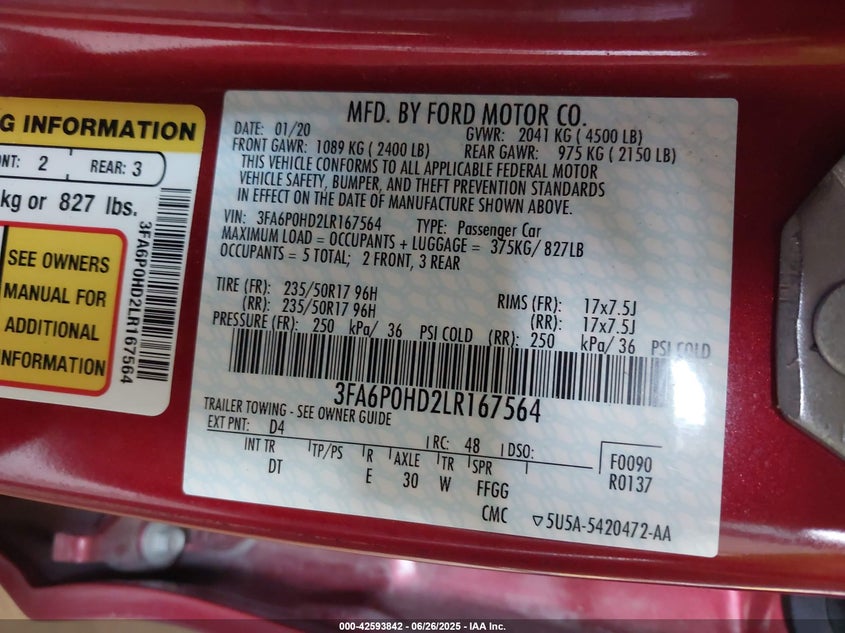 G INFORMATION
NT: 2 REAR: 3
kg or 827 lbs.
SEE OWNERS
MANUAL FOR
ADDITIONAL
INFORMATION
3FA6P0HD2LR167564
MFD. BY FORD MOTOR CO.
DATE: 01/20 GVWR: 2041 KG ( 4500 LB)
FRONT GAWR: 1089 KG ( 2400 LB) REAR GAWR: 975 KG ( 2150 LB)
THIS VEHICLE CONFORMS TO ALL APPLICABLE FEDERAL MOTOR
VEHICLE SAFETY, BUMPER, AND THEFT PREVENTION STANDARDS
IN EFFECT ON THE DATE OF MANUFACTURE SHOWN ABOVE.
VIN: 3FA6P0HD2LR167564 TYPE: Passenger Car
MAXIMUM LOAD = OCCUPANTS + LUGGAGE = 375KG/ 827LB
OCCUPANTS = 5 TOTAL; 2 FRONT, 3 REAR
TIRE (FR): 235/50R17 96H RIMS (FR): 17x7.5J
(RR): 235/50R17 96H (RR): 17x7.5J
PRESSURE (FR): 250 kPa/ 36 PSI COLD (RR): 250 kPa/ 36 PSI COLD
3FA6P0HD2LR167564
TRAILER TOWING - SEE OWNER GUIDE
EXT PNT: D4 RC: 48 DSO: F0090
INT TR TP/PS R AXLE TR SPR R0137
DT E 30 W FFGG
CMC ▽5U5A-5420472-AA
000-42593842 - 06/26/2025 - IAA Inc.